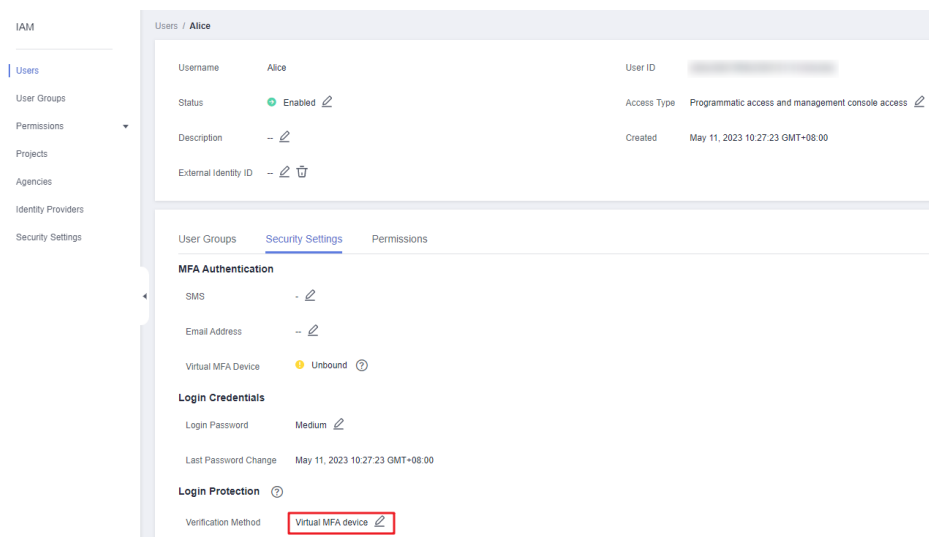 IAM
Users
User Groups
Permissions
Projects
Agencies
Identity Providers
Security Settings
Users / Alice
Username Alice
User ID
Status Enabled
Access Type Programmatic access and management console access
Description --
Created May 11, 2023 10:27:23 GMT+08:00
External Identity ID --
User Groups Security Settings Permissions
MFA Authentication
SMS -
Email Address --
Virtual MFA Device Unbound
Login Credentials
Login Password Medium
Last Password Change May 11, 2023 10:27:23 GMT+08:00
Login Protection
Verification Method Virtual MFA device